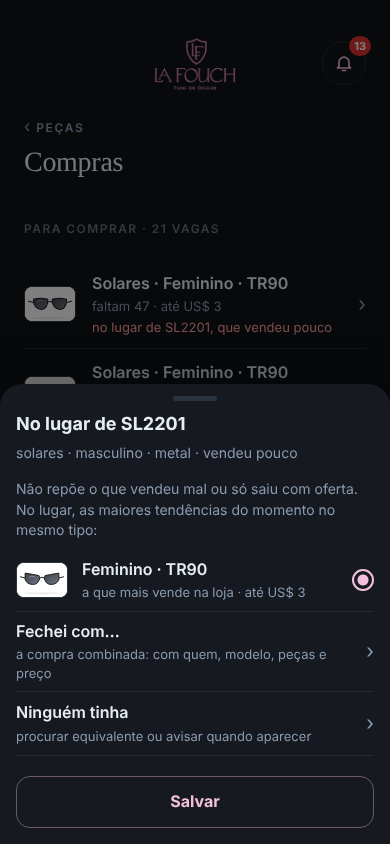 13
LF
LA FOUCH
Tudo em Óculos
‹ PEÇAS
Compras
PARA COMPRAR · 21 VAGAS
Solares · Feminino · TR90
faltam 47 · até US$ 3
no lugar de SL2201, que vendeu pouco
Solares · Feminino · TR90
No lugar de SL2201
solares · masculino · metal · vendeu pouco
Não repõe o que vendeu mal ou só saiu com oferta.
No lugar, as maiores tendências do momento no
mesmo tipo:
Feminino · TR90
a que mais vende na loja · até US$ 3
Fechei com...
a compra combinada: com quem, modelo, peças e
preço
Ninguém tinha
procurar equivalente ou avisar quando aparecer
Salvar